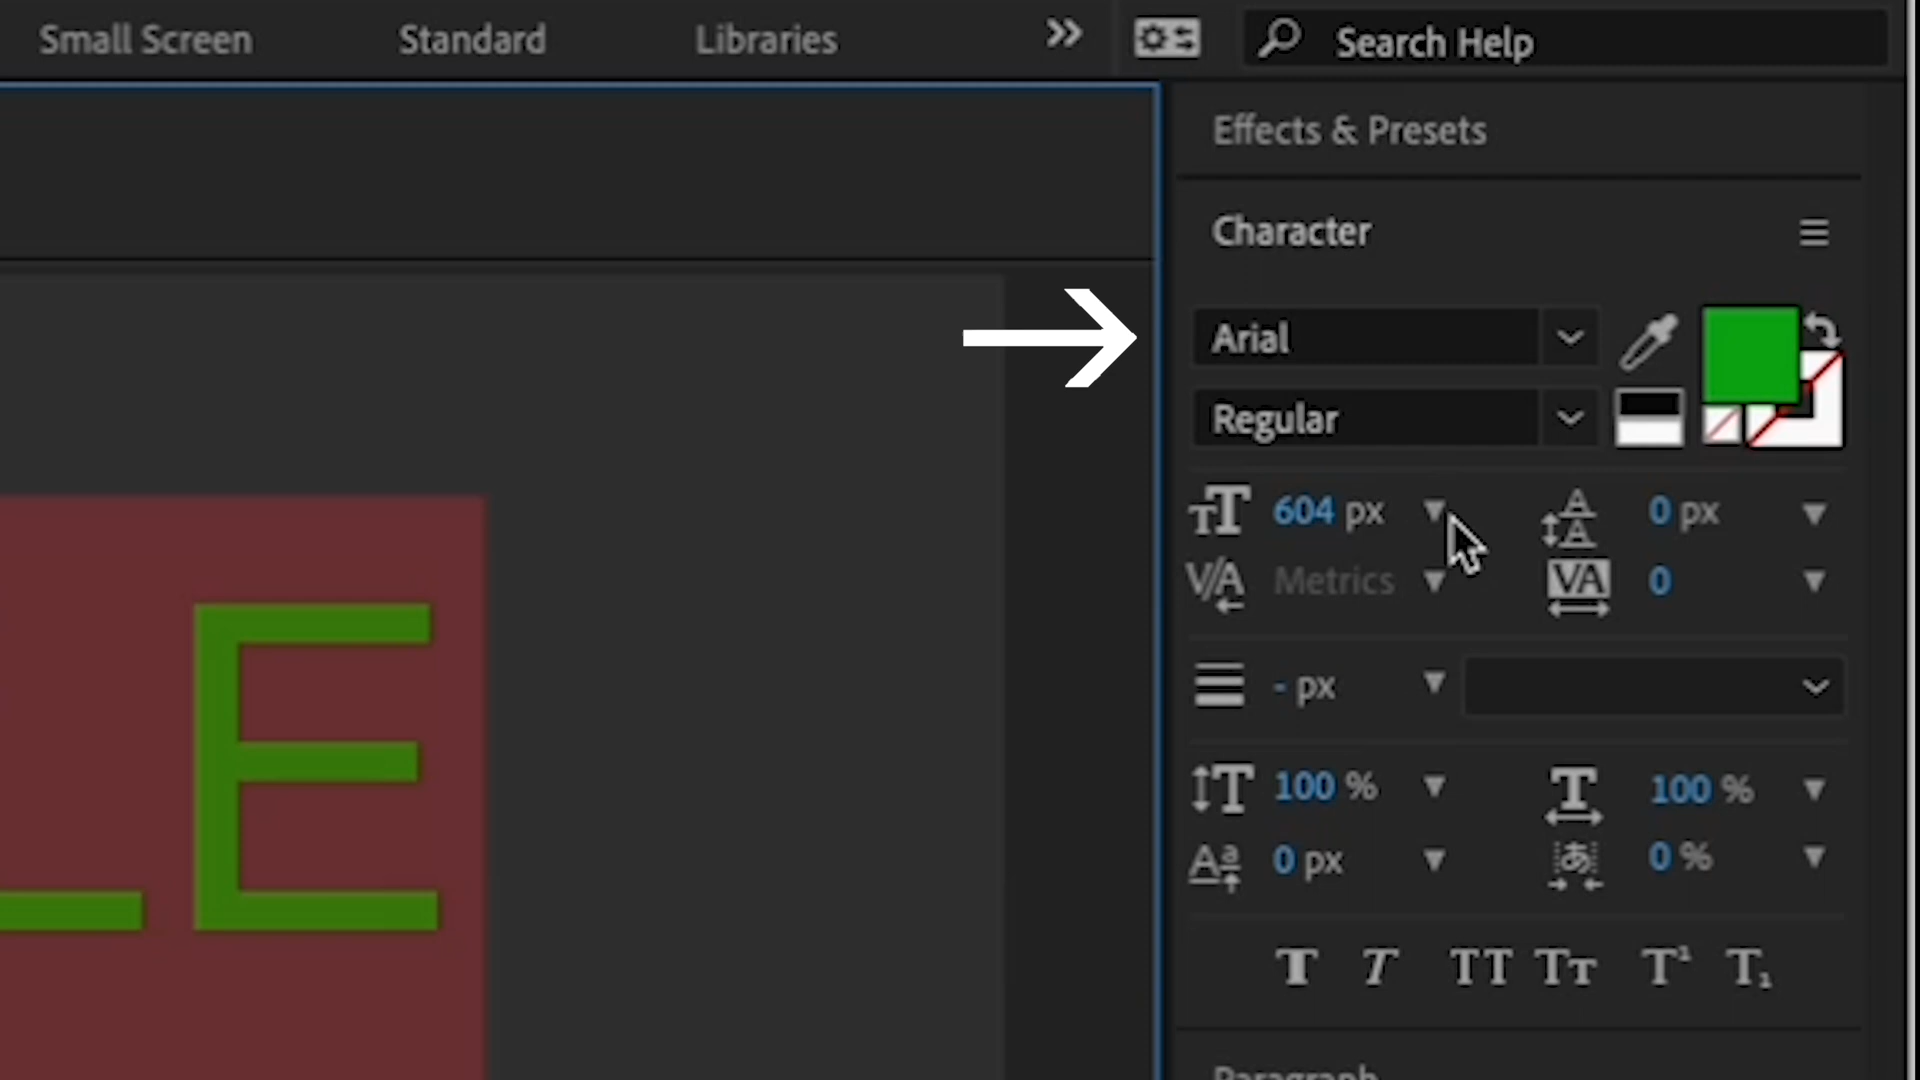 Small Screen Standard Libraries Search Help
Effects & Presets
Character
Arial
Regular
604 px 0 px
Metrics 0
- px
E
100 % 100 %
0 px 0 %
Paragraph